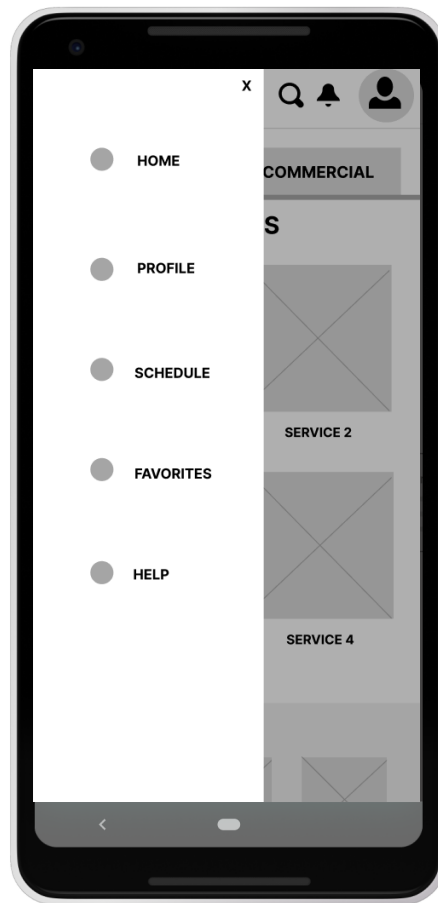 X
HOME
PROFILE
SCHEDULE
FAVORITES
HELP
COMMERCIAL
S
SERVICE 2
SERVICE 4